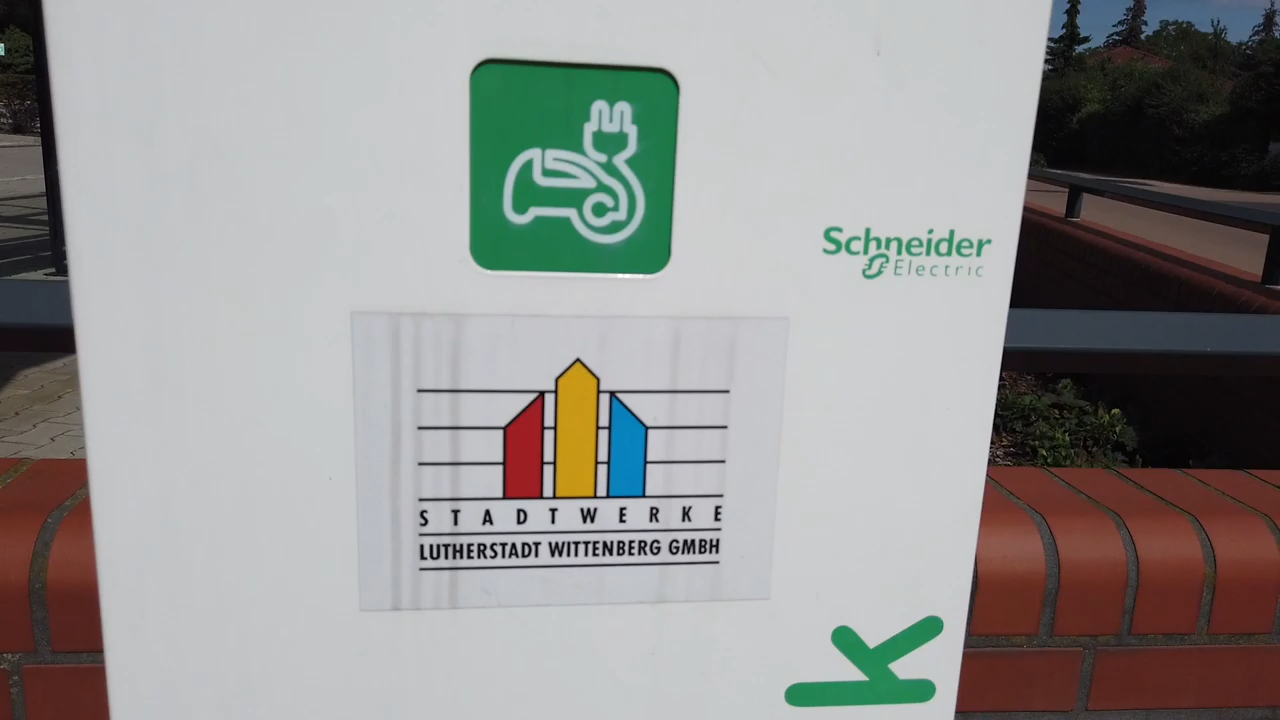 Schneider
Electric
STADTWERKE
LUTHERSTADT WITTENBERG GMBH
K